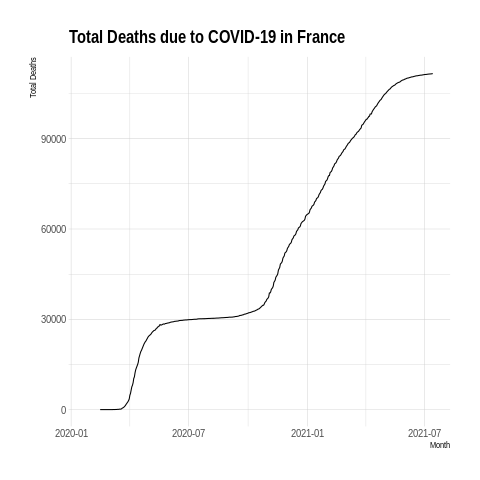 Total Deaths due to COVID-19 in France
Total Deaths
90000
60000
30000
0
2020-01 2020-07 2021-01 2021-07
Month